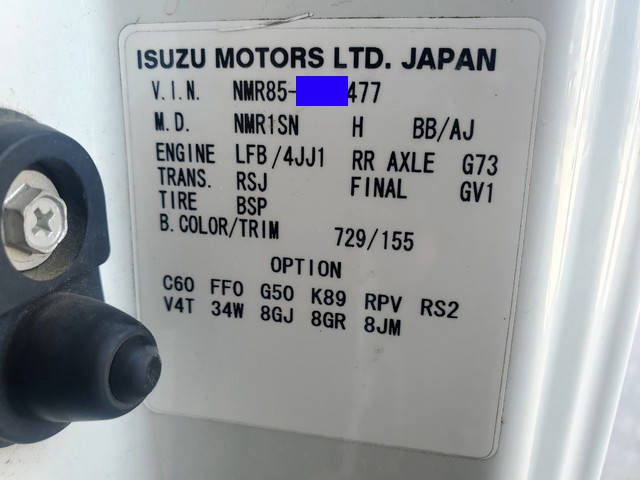 ISUZU MOTORS LTD. JAPAN
V.I.N. NMR85- 477
M.D. NMR1SN H BB/AJ
ENGINE LFB/4JJ1 RR AXLE G73
TRANS. RSJ FINAL GV1
TIRE BSP
B.COLOR/TRIM 729/155
OPTION
C60 FF0 G50 K89 RPV RS2
V4T 34W 8GJ 8GR 8JM